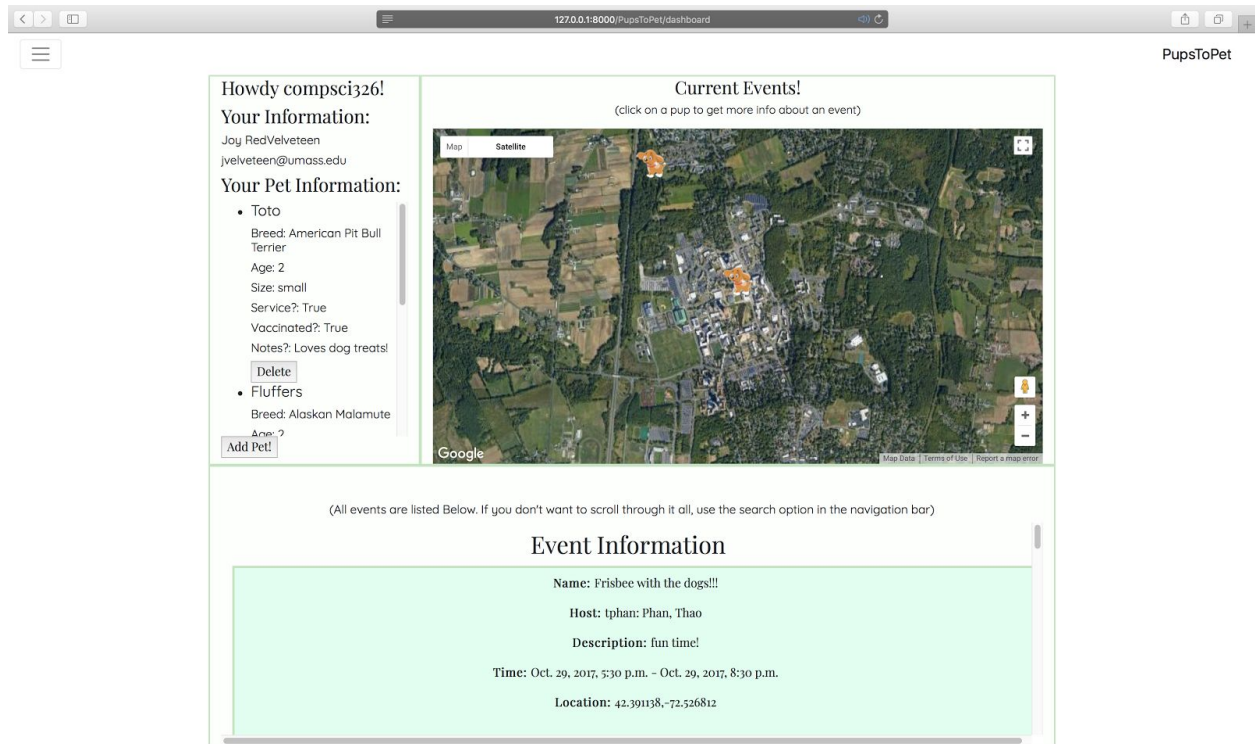 127.0.0.1:8000/PupsToPet/dashboard
PupsToPet
Howdy compsci326!
Your Information:
Joy RedVelveteen
jvelveteen@umass.edu
Your Pet Information:
Toto
Breed: American Pit Bull
Terrier
Age: 2
Size: small
Service?: True
Vaccinated?: True
Notes?: Loves dog treats!
Delete
Fluffers
Breed: Alaskan Malamute
Age: 2
Add Pet!
Current Events!
(click on a pup to get more info about an event)
Map Satellite
Google
Map Data Terms of Use Report a map error
(All events are listed Below. If you don't want to scroll through it all, use the search option in the navigation bar)
Event Information
Name: Frisbee with the dogs!!!
Host: tphan: Phan, Thao
Description: fun time!
Time: Oct. 29, 2017, 5:30 p.m. - Oct. 29, 2017, 8:30 p.m.
Location: 42.391138,-72.526812